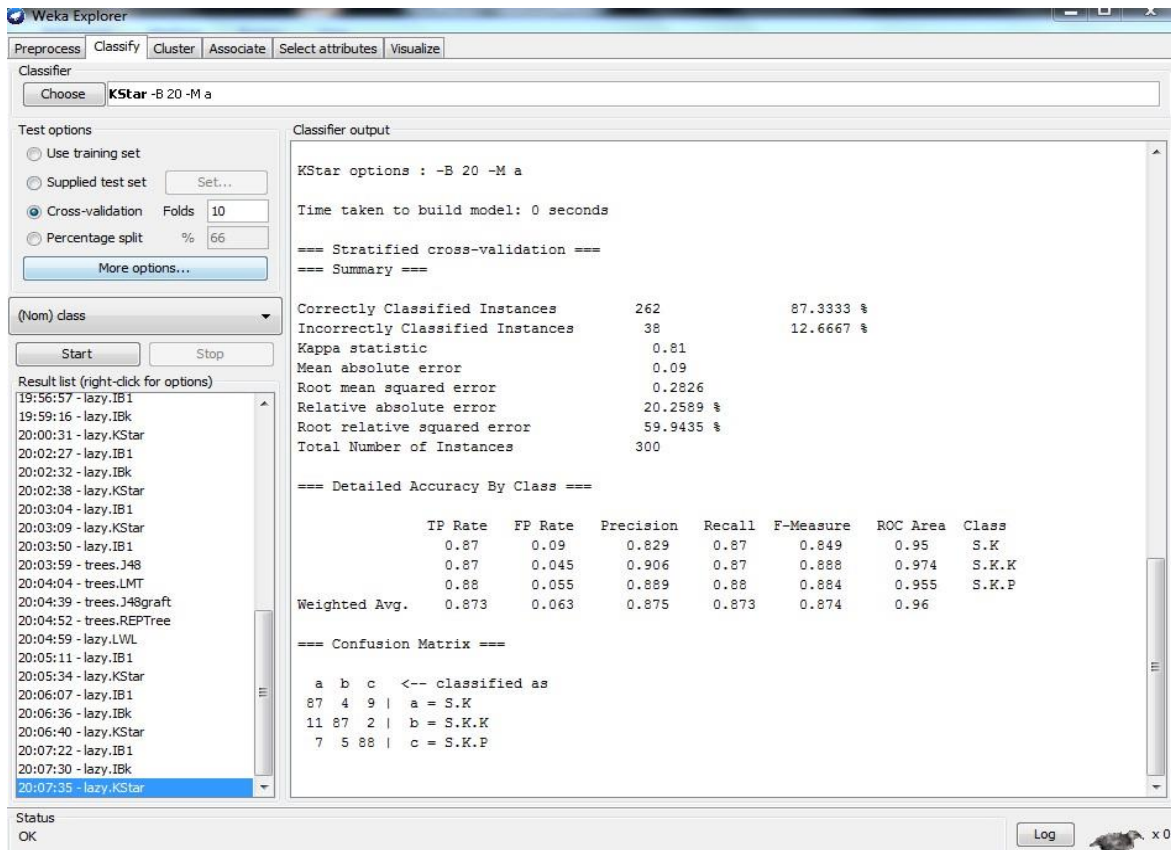 Weka Explorer
Preprocess Classify Cluster Associate Select attributes Visualize
Classifier
Choose KStar -B 20 -M a
Test options
Use training set
Supplied test set Set...
Cross-validation Folds 10
Percentage split % 66
More options...
(Nom) class
Start Stop
Result list (right-click for options)
19:56:57 - lazy.IB1
19:59:16 - lazy.IBk
20:00:31 - lazy.KStar
20:02:27 - lazy.IB1
20:02:32 - lazy.IBk
20:02:38 - lazy.KStar
20:03:04 - lazy.IB1
20:03:09 - lazy.KStar
20:03:50 - lazy.IB1
20:03:59 - trees.J48
20:04:04 - trees.LMT
20:04:39 - trees.J48graft
20:04:52 - trees.REPTree
20:04:59 - lazy.LWL
20:05:11 - lazy.IB1
20:05:34 - lazy.KStar
20:06:07 - lazy.IB1
20:06:36 - lazy.IBk
20:06:40 - lazy.KStar
20:07:22 - lazy.IB1
20:07:30 - lazy.IBk
20:07:35 - lazy.KStar
Classifier output
KStar options : -B 20 -M a
Time taken to build model: 0 seconds
=== Stratified cross-validation ===
=== Summary ===
Correctly Classified Instances 262 87.3333 %
Incorrectly Classified Instances 38 12.6667 %
Kappa statistic 0.81
Mean absolute error 0.09
Root mean squared error 0.2826
Relative absolute error 20.2589 %
Root relative squared error 59.9435 %
Total Number of Instances 300
=== Detailed Accuracy By Class ===
TP Rate FP Rate Precision Recall F-Measure ROC Area Class
0.87 0.09 0.829 0.87 0.849 0.95 S.K
0.87 0.045 0.906 0.87 0.888 0.974 S.K.K
0.88 0.055 0.889 0.88 0.884 0.955 S.K.P
Weighted Avg. 0.873 0.063 0.875 0.873 0.874 0.96
=== Confusion Matrix ===
a b c <-- classified as
87 4 9 | a = S.K
11 87 2 | b = S.K.K
7 5 88 | c = S.K.P
Status
OK
Log x 0